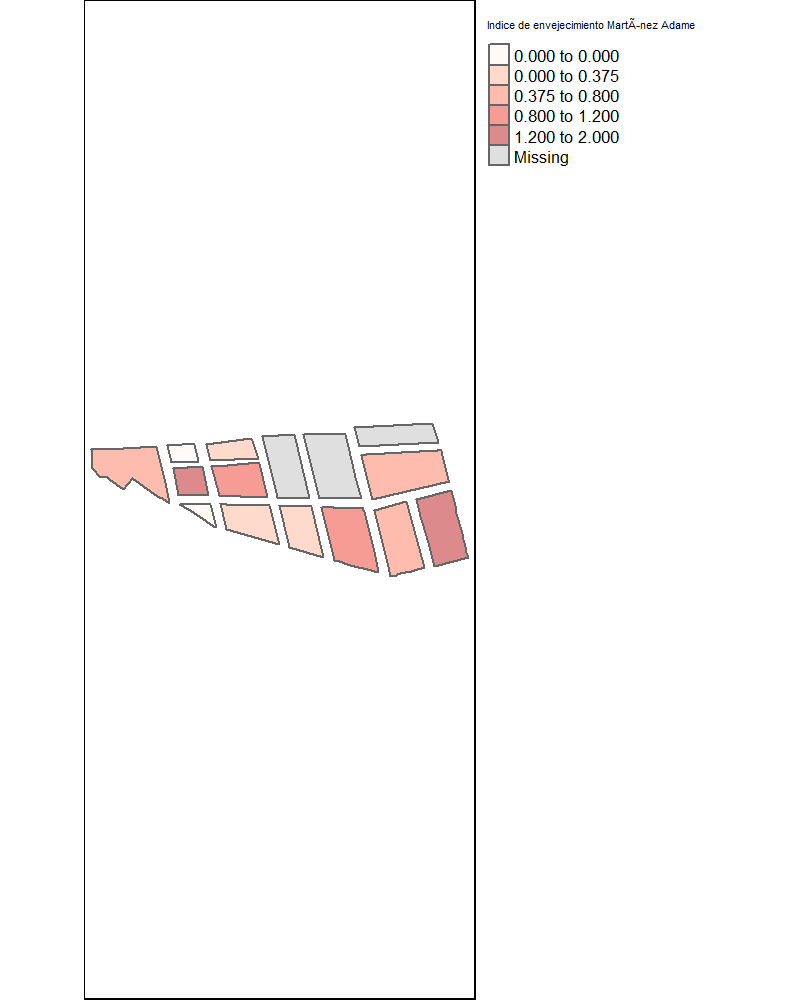 Indice de envejecimiento MartÃ-nez Adame
0.000 to 0.000
0.000 to 0.375
0.375 to 0.800
0.800 to 1.200
1.200 to 2.000
Missing